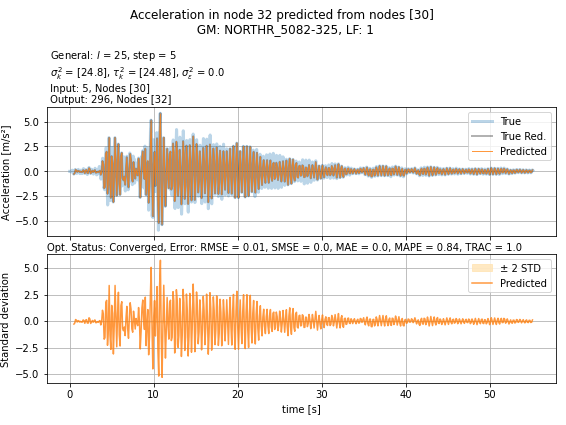 Acceleration in node 32 predicted from nodes [30]
GM: NORTHR_5082-325, LF: 1
General: l = 25, step = 5
σ²ₖ = [24.8], τ²ₖ = [24.48], σ²ε = 0.0
Input: 5, Nodes [30]
Output: 296, Nodes [32]
Acceleration [m/s²]
5.0
2.5
0.0
−2.5
−5.0
True
True Red.
Predicted
Opt. Status: Converged, Error: RMSE = 0.01, SMSE = 0.0, MAE = 0.0, MAPE = 0.84, TRAC = 1.0
Standard deviation
5.0
2.5
0.0
−2.5
−5.0
± 2 STD
Predicted
0
10
20
30
40
50
time [s]